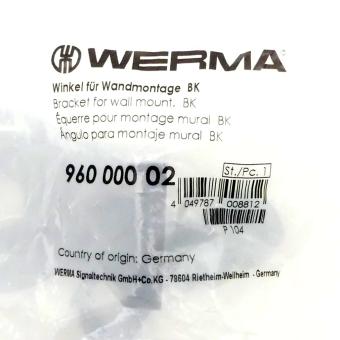 WERMA
Winkel für Wandmontage BK
Bracket for wall mount. BK
Équerre pour montage mural BK
Ángulo para montaje mural BK
960 000 02
St./Pc. 1
4 049787 008812
P 104
Country of origin: Germany
WERMA Signaltechnik GmbH+Co.KG - 78604 Rietheim-Weilheim - Germany